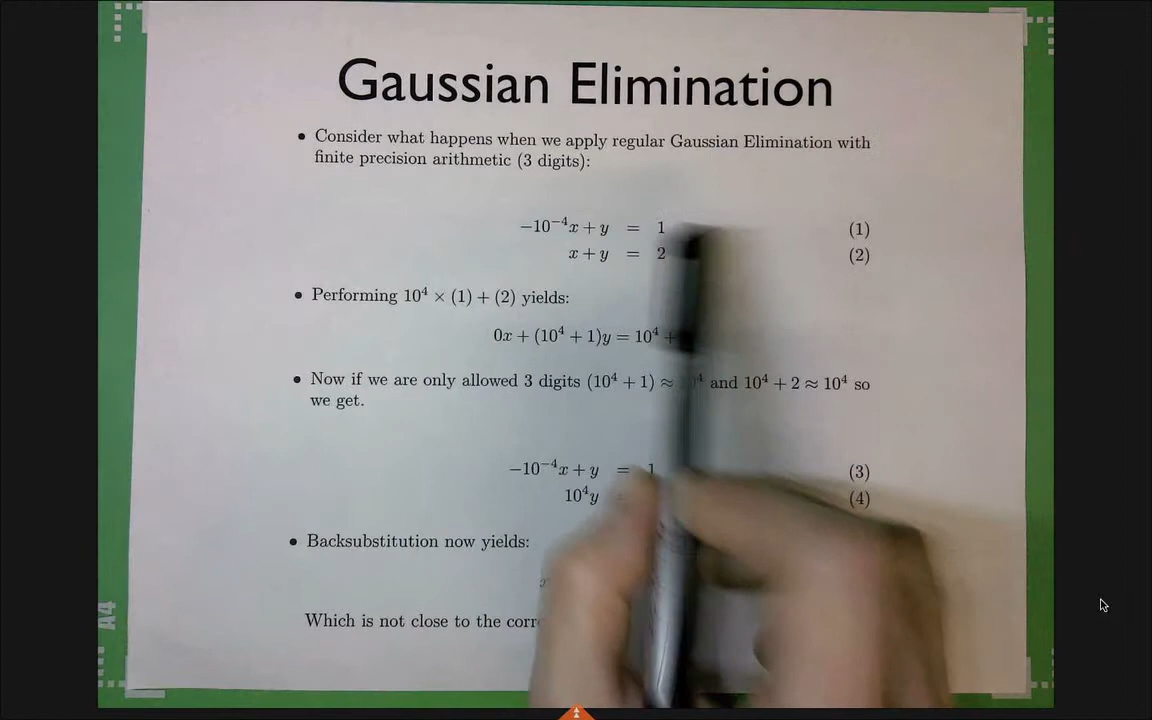 Gaussian Elimination
• Consider what happens when we apply regular Gaussian Elimination with
finite precision arithmetic (3 digits):
−10⁻⁴x + y = 1 (1)
x + y = 2 (2)
• Performing 10⁴ × (1) + (2) yields:
0x + (10⁴ + 1)y = 10⁴ +
• Now if we are only allowed 3 digits (10⁴ + 1) ≈ and 10⁴ + 2 ≈ 10⁴ so
we get.
−10⁻⁴x + y = 1 (3)
10⁴y (4)
• Backsubstitution now yields:
Which is not close to the
A4